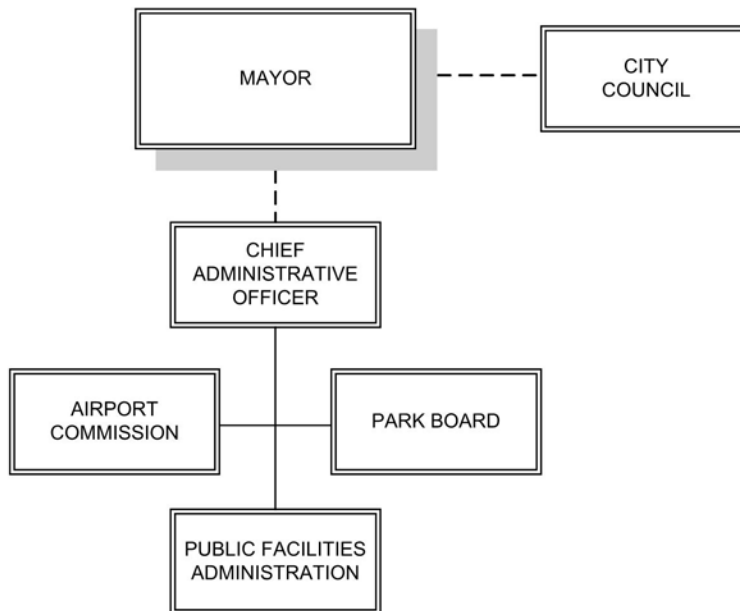 MAYOR
CITY
COUNCIL
CHIEF
ADMINISTRATIVE
OFFICER
AIRPORT
COMMISSION
PARK BOARD
PUBLIC FACILITIES
ADMINISTRATION